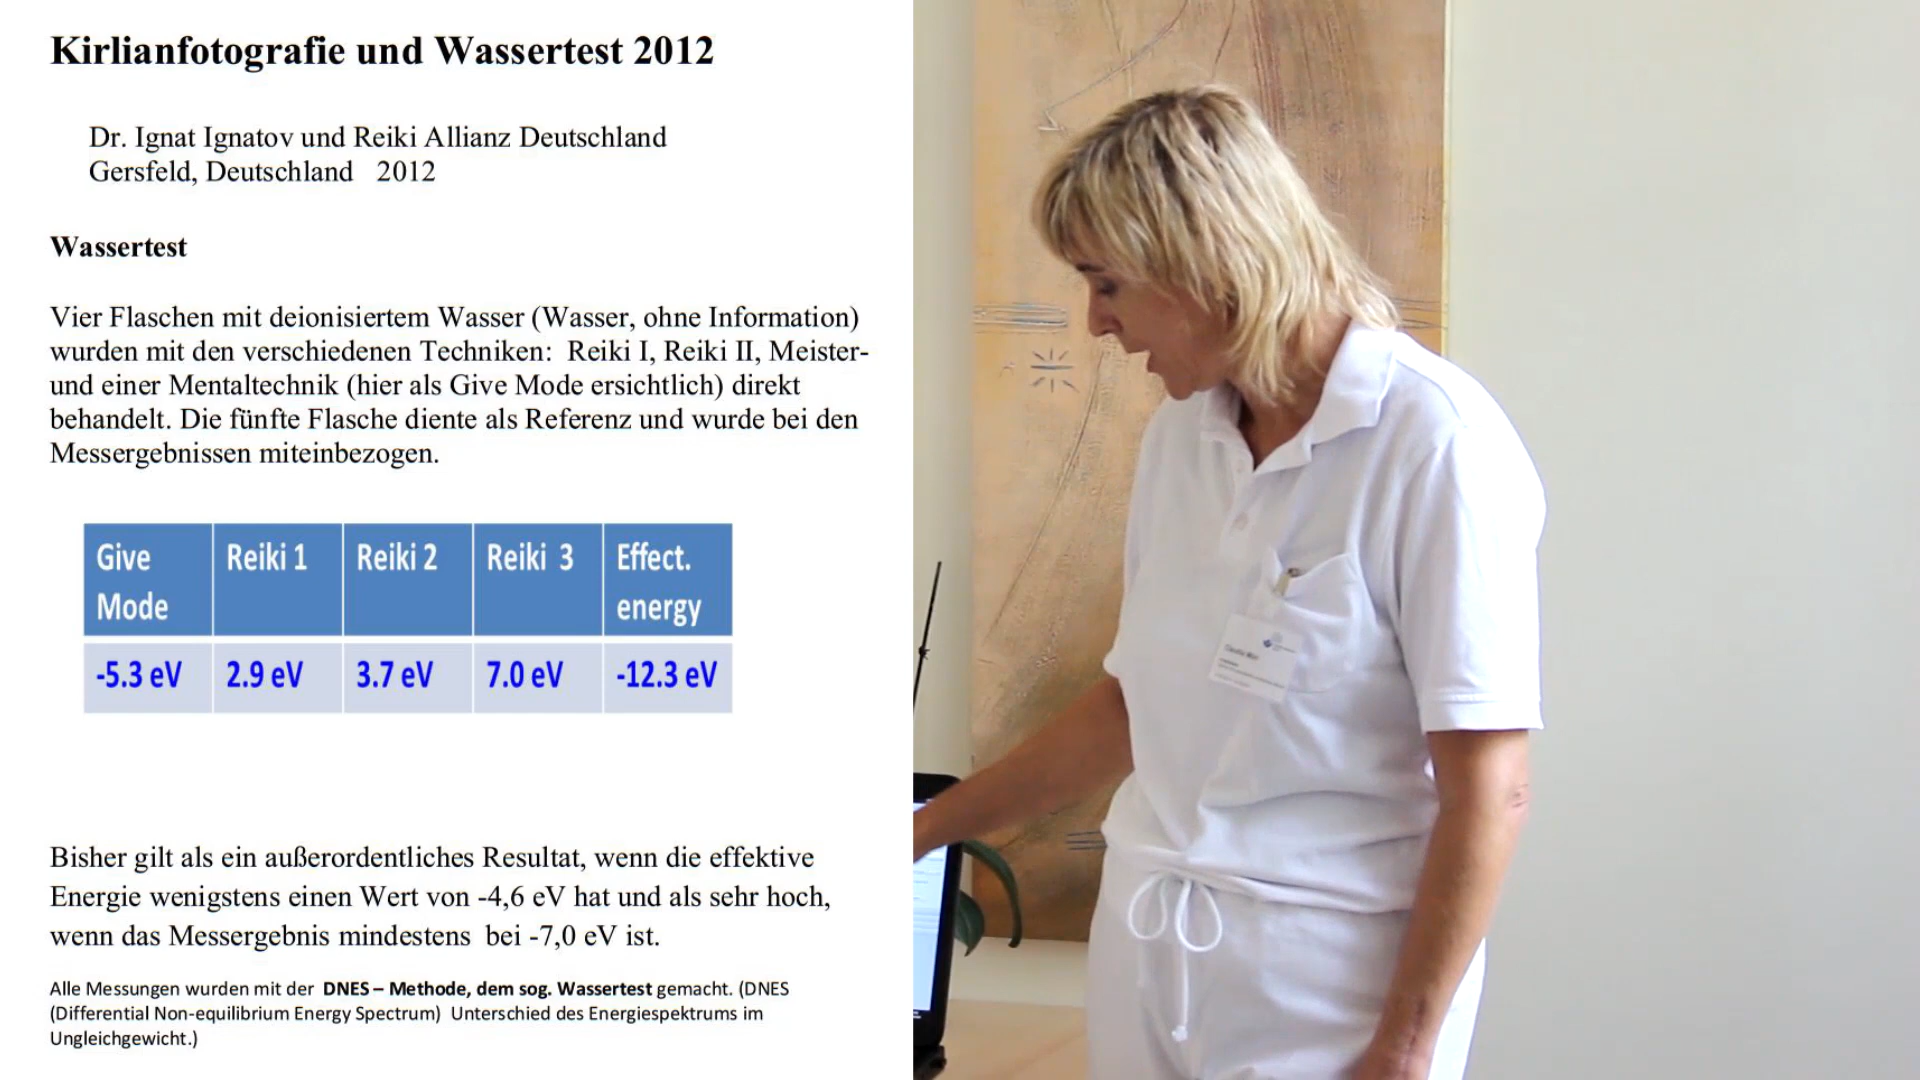 Kirlianfotografie und Wassertest 2012
Dr. Ignat Ignatov und Reiki Allianz Deutschland
Gersfeld, Deutschland 2012
Wassertest
Vier Flaschen mit deionisiertem Wasser (Wasser, ohne Information)
wurden mit den verschiedenen Techniken: Reiki I, Reiki II, Meister-
und einer Mentaltechnik (hier als Give Mode ersichtlich) direkt
behandelt. Die fünfte Flasche diente als Referenz und wurde bei den
Messergebnissen miteinbezogen.
Give Mode
Reiki 1
Reiki 2
Reiki 3
Effect. energy
-5.3 eV
2.9 eV
3.7 eV
7.0 eV
-12.3 eV
Bisher gilt als ein außerordentliches Resultat, wenn die effektive
Energie wenigstens einen Wert von -4,6 eV hat und als sehr hoch,
wenn das Messergebnis mindestens bei -7,0 eV ist.
Alle Messungen wurden mit der DNES – Methode, dem sog. Wassertest gemacht. (DNES
(Differential Non-equilibrium Energy Spectrum) Unterschied des Energiespektrums im
Ungleichgewicht.)